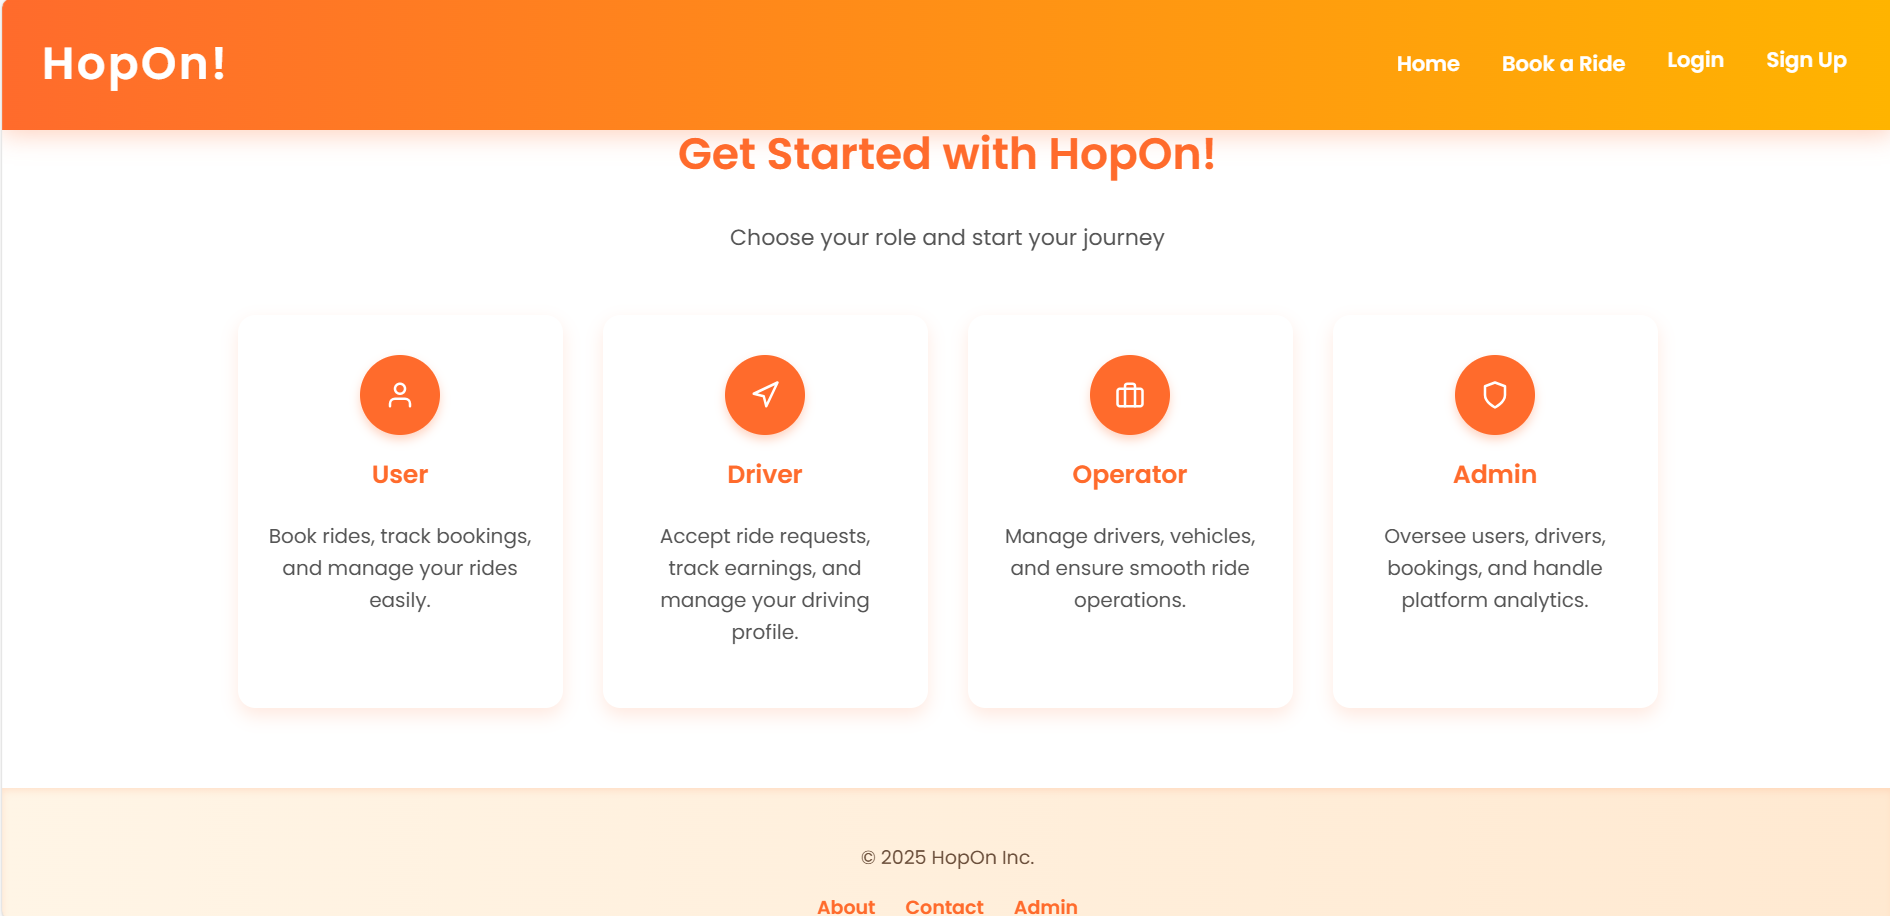 HopOn!
Home
Book a Ride
Login
Sign Up
Get Started with HopOn!
Choose your role and start your journey
User
Book rides, track bookings,
and manage your rides
easily.
Driver
Accept ride requests,
track earnings, and
manage your driving
profile.
Operator
Manage drivers, vehicles,
and ensure smooth ride
operations.
Admin
Oversee users, drivers,
bookings, and handle
platform analytics.
© 2025 HopOn Inc.
About
Contact
Admin